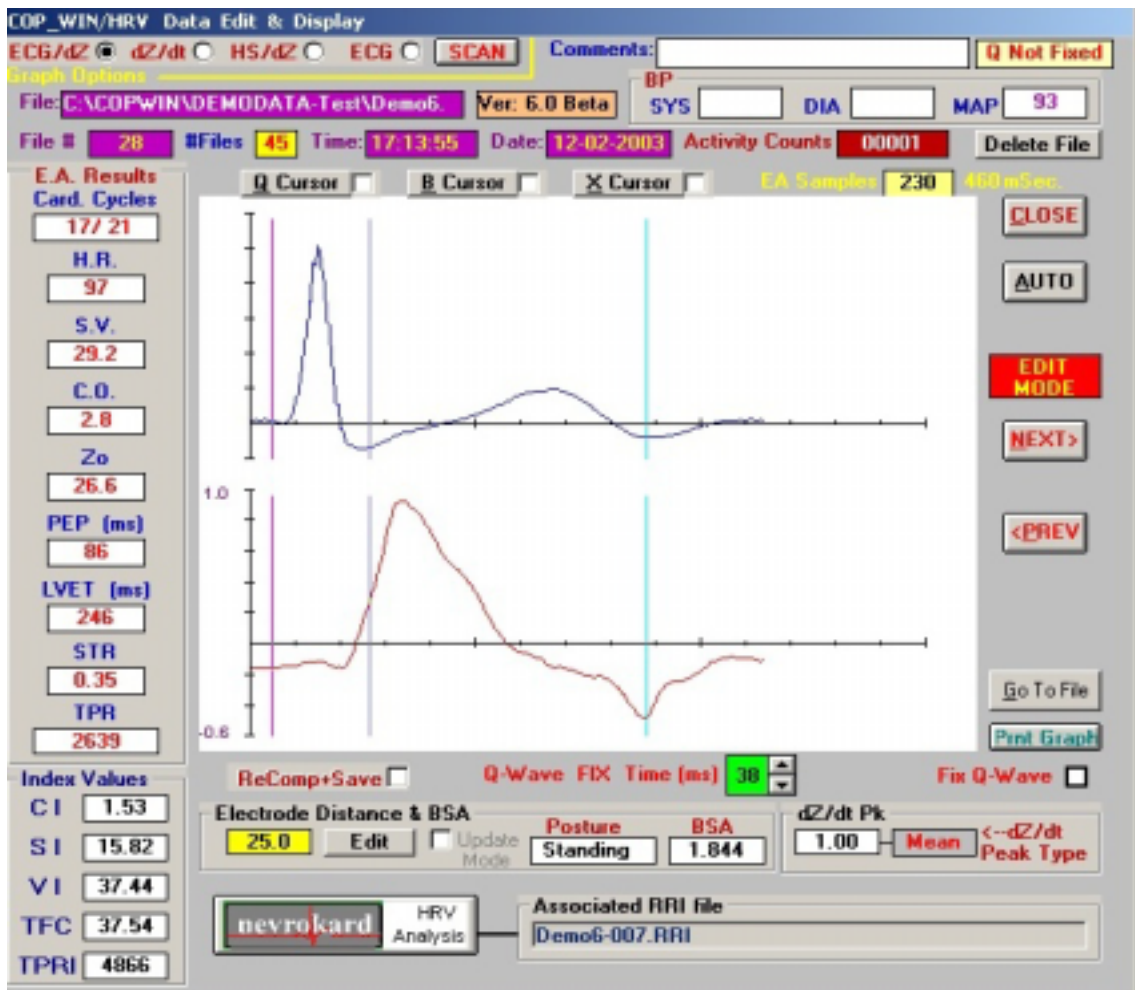 COP_WIN/HRV Data Edit & Display
ECG/dZ dZ/dt HS/dZ ECG SCAN Comments: Q Not Fixed
Graph Options
BP
File: C:\COPWIN\DEMODATA-Test\Demo6. Ver: 6.0 Beta SYS DIA MAP 93
File # 28 #Files 45 Time: 17:13:55 Date: 12-02-2003 Activity Counts 00001 Delete File
E.A. Results
Q Cursor B Cursor X Cursor EA Samples 230 460 mSec.
Card. Cycles
17/ 21
CLOSE
H.R.
97
AUTO
S.V.
29.2
EDIT
MODE
C.O.
2.8
NEXT>
Zo
26.6
1.0
PEP (ms)
86
<PREV
LVET (ms)
246
STR
0.35
Go To File
TPR
2639
-0.6
Prnt Graph
Index Values
ReComp+Save Q-Wave FIX Time (ms) 38 Fix Q-Wave
CI 1.53
Electrode Distance & BSA
25.0 Edit Update Mode Posture Standing BSA 1.844
dZ/dt Pk
1.00 Mean <--dZ/dt Peak Type
SI 15.82
VI 37.44
TFC 37.54
nevrokard HRV Analysis
Associated RRI file
Demo6-007.RRI
TPRI 4866